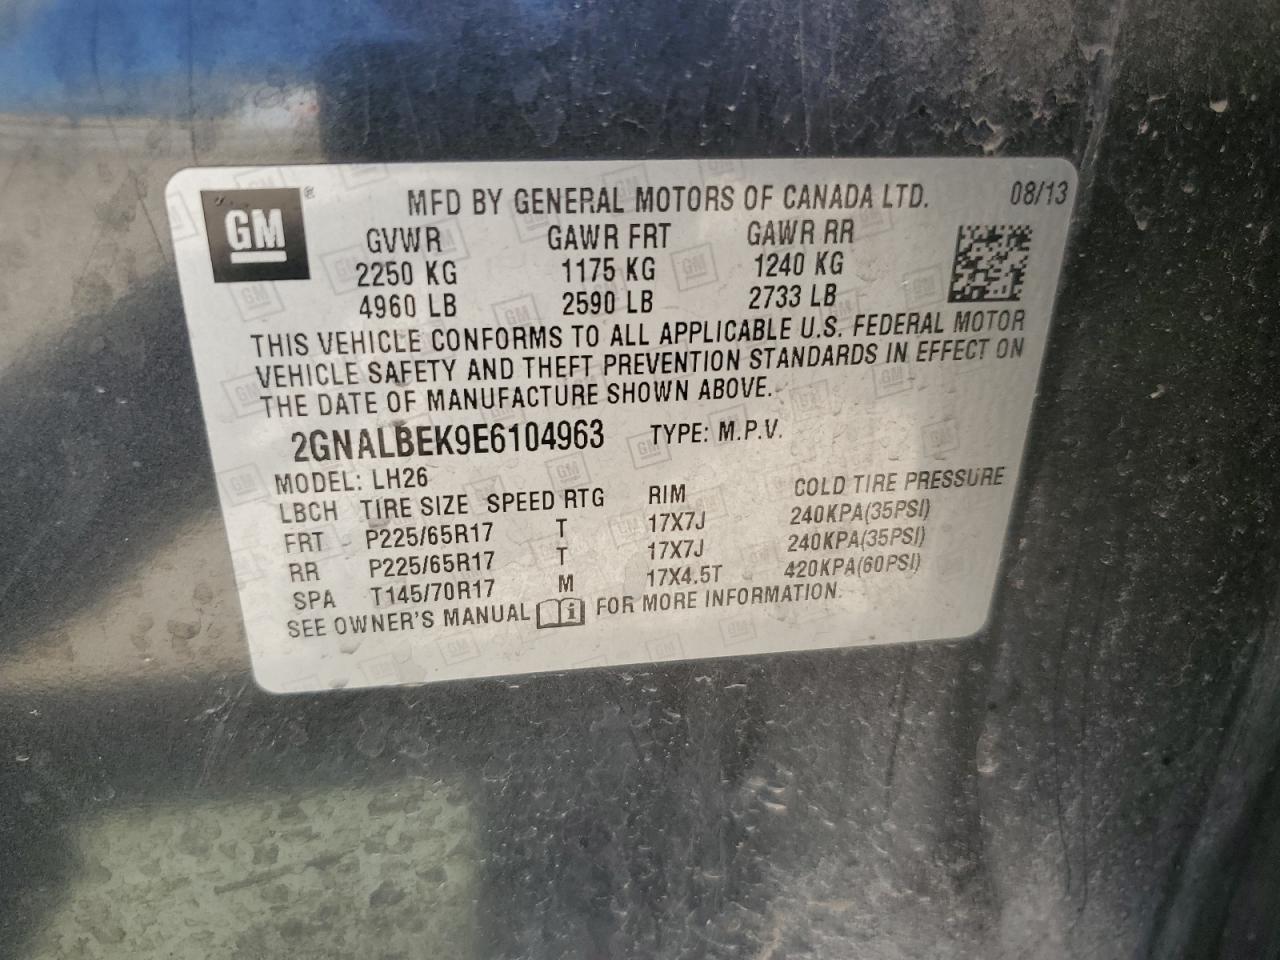 GM® MFD BY GENERAL MOTORS OF CANADA LTD. 08/13
GVWR GAWR FRT GAWR RR
2250 KG 1175 KG 1240 KG
4960 LB 2590 LB 2733 LB
THIS VEHICLE CONFORMS TO ALL APPLICABLE U.S. FEDERAL MOTOR
VEHICLE SAFETY AND THEFT PREVENTION STANDARDS IN EFFECT ON
THE DATE OF MANUFACTURE SHOWN ABOVE.
2GNALBEK9E6104963 TYPE: M.P.V.
MODEL: LH26
LBCH TIRE SIZE SPEED RTG RIM COLD TIRE PRESSURE
FRT P225/65R17 T 17X7J 240KPA(35PSI)
RR P225/65R17 T 17X7J 240KPA(35PSI)
SPA T145/70R17 M 17X4.5T 420KPA(60PSI)
SEE OWNER'S MANUAL i FOR MORE INFORMATION.